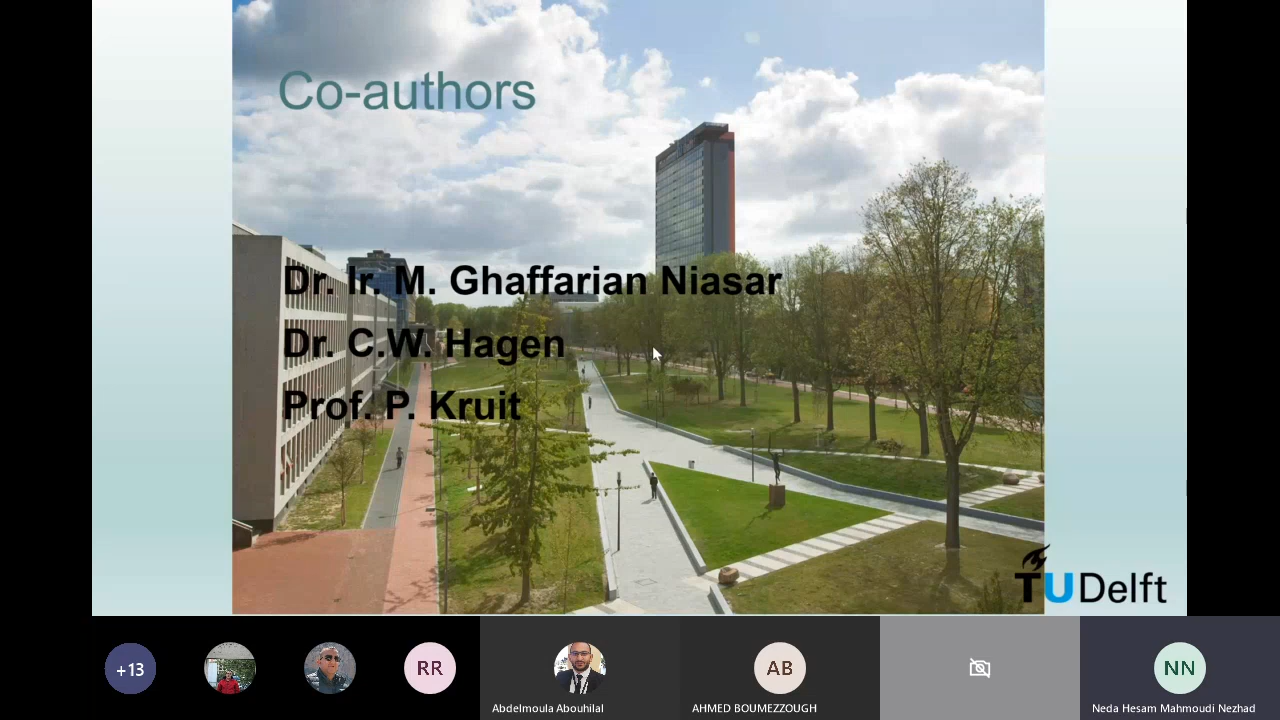 Co-authors
Dr. Ir. M. Ghaffarian Niasar
Dr. C.W. Hagen
Prof. P. Kruit
TUDelft
+13
RR
AB
NN
Abdelmoula Abouhilal
AHMED BOUMEZZOUGH
Neda Hesam Mahmoudi Nezhad